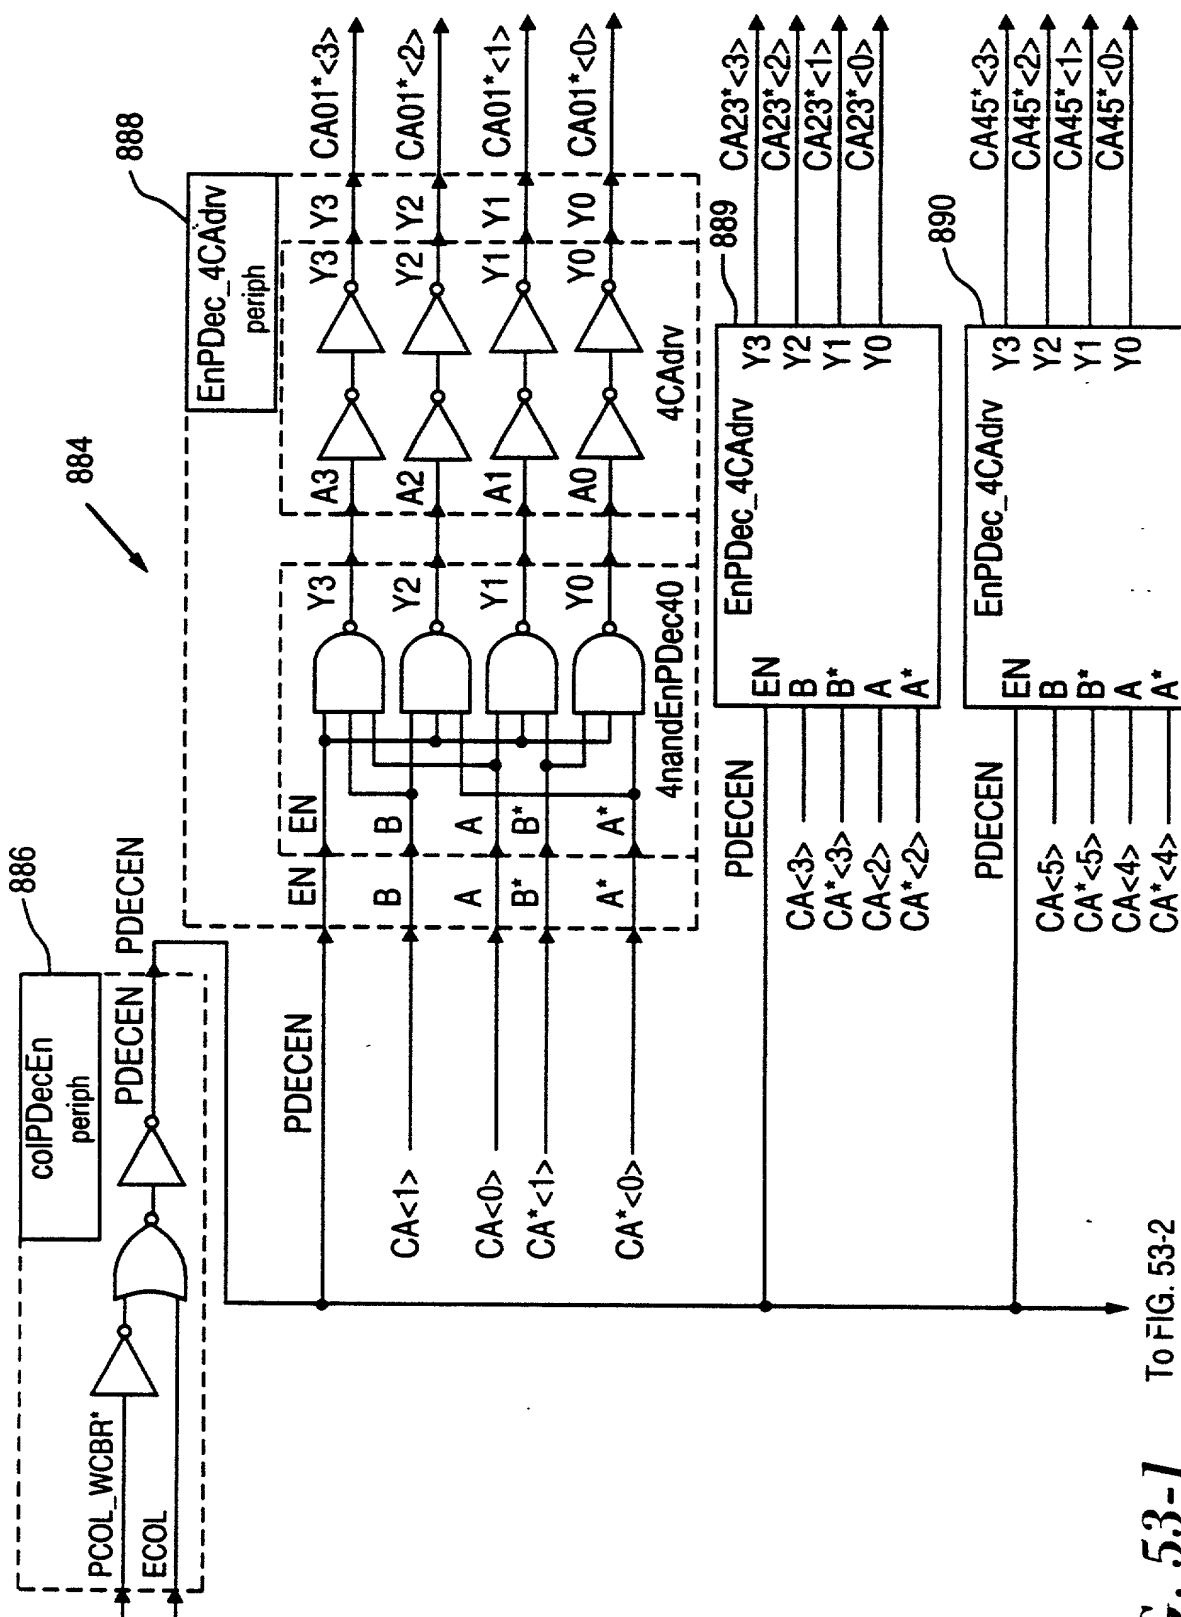 884
886
colPDecEn
periph
PCOL_WCBR*
ECOL
PDECEN
PDECEN
888
EnPDec_4CAdrv
periph
PDECEN
EN
EN
CA<1>
B
B
CA<0>
A
A
CA*<1>
B*
B*
CA*<0>
A*
A*
Y3
Y2
Y1
Y0
4nandEnPDec40
A3
A2
A1
A0
Y3
Y2
Y1
Y0
4CAdrv
Y3
Y2
Y1
Y0
CA01*<3>
CA01*<2>
CA01*<1>
CA01*<0>
889
PDECEN
CA<3>
CA*<3>
CA<2>
CA*<2>
EN
B
B*
A
A*
EnPDec_4CAdrv
Y3
Y2
Y1
Y0
CA23*<3>
CA23*<2>
CA23*<1>
CA23*<0>
890
PDECEN
CA<5>
CA*<5>
CA<4>
CA*<4>
EN
B
B*
A
A*
EnPDec_4CAdrv
Y3
Y2
Y1
Y0
CA45*<3>
CA45*<2>
CA45*<1>
CA45*<0>
To FIG. 53-2
G. 53-1